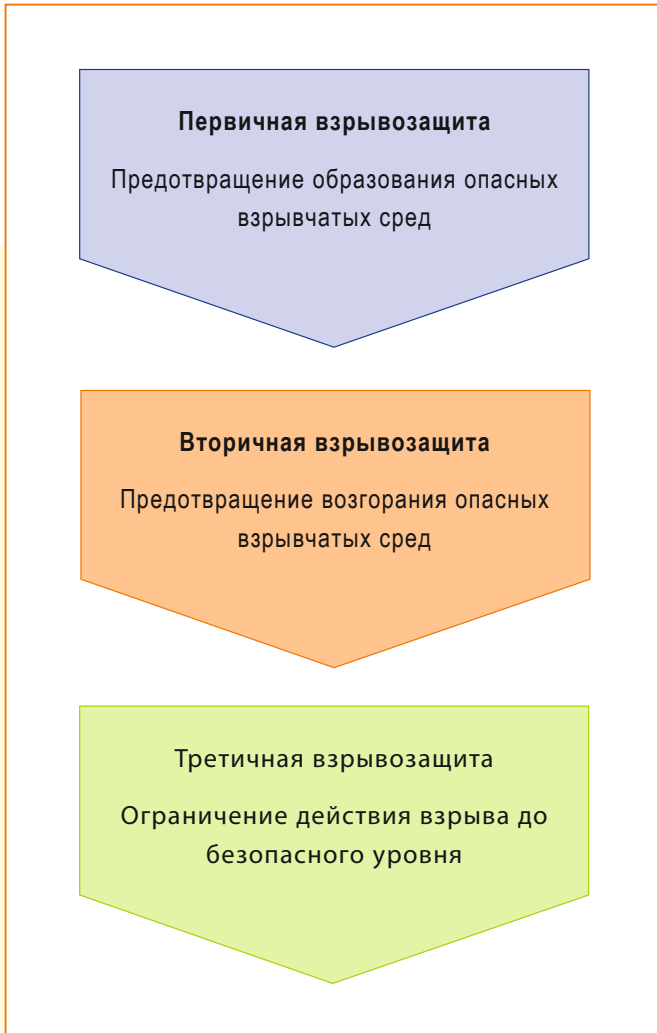 Первичная взрывозащита
Предотвращение образования опасных
взрывчатых сред
Вторичная взрывозащита
Предотвращение возгорания опасных
взрывчатых сред
Третичная взрывозащита
Ограничение действия взрыва до
безопасного уровня